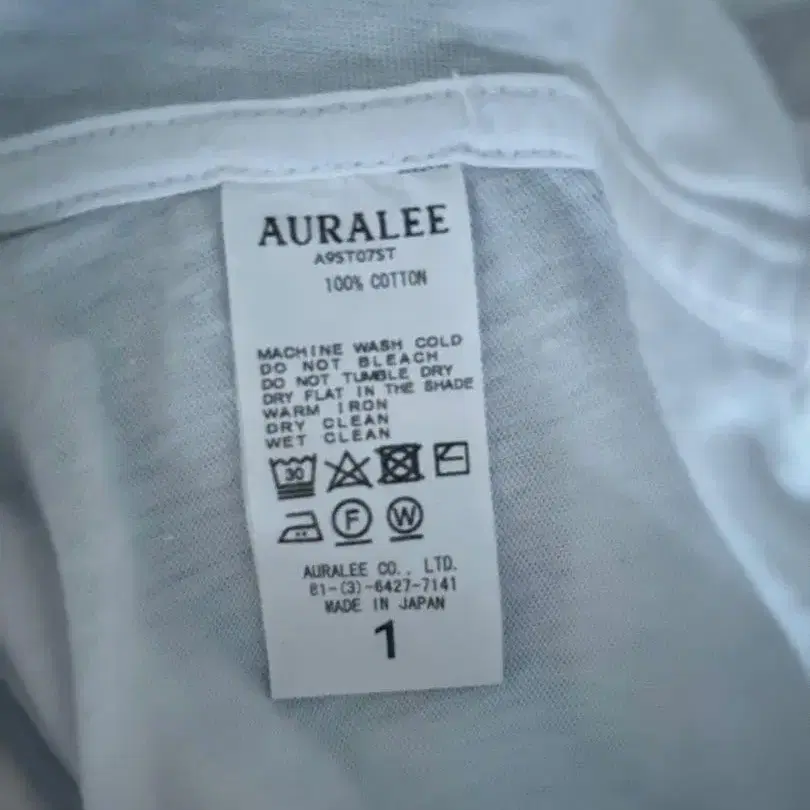 AURALEE
A9ST07ST
100% COTTON
MACHINE WASH COLD
DO NOT BLEACH
DO NOT TUMBLE DRY
DRY FLAT IN THE SHADE
WARM IRON
DRY CLEAN
WET CLEAN
30
F W
AURALEE CO., LTD.
81-(3)-6427-7141
MADE IN JAPAN
1